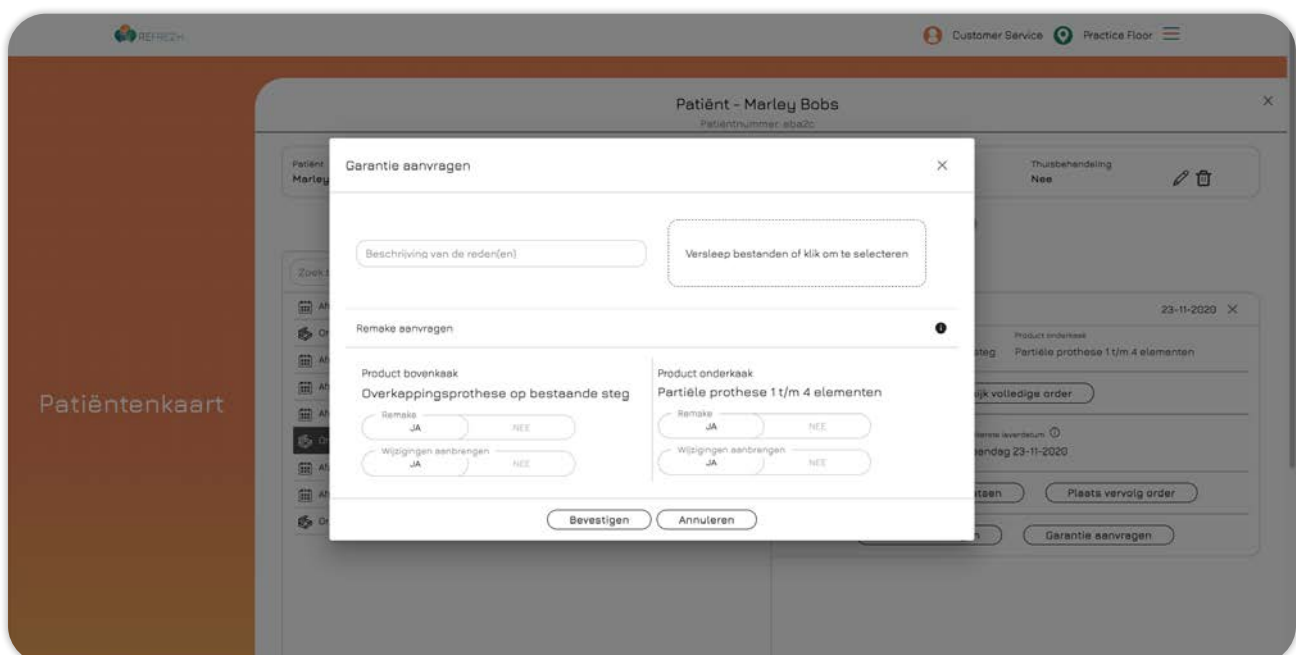 REFREZH
Customer Service
Practice Floor
Patiënt - Marley Bobs
Patiëntnummer: aba2c
Patiënt
Marley
Thuisbehandeling
Nee
Garantie aanvragen
Beschrijving van de reden(en)
Versleep bestanden of klik om te selecteren
Remake aanvragen
Product bovenkaak
Overkappingsprothese op bestaande steg
Remake
JA NEE
Wijzigingen aanbrengen
JA NEE
Product onderkaak
Partiële prothese 1 t/m 4 elementen
Remake
JA NEE
Wijzigingen aanbrengen
JA NEE
Bevestigen
Annuleren
Patiëntenkaart
Zoek
23-11-2020
Product onderkaak
steg Partiële prothese 1 t/m 4 elementen
volledige order
leverdatum
23-11-2020
Plaats vervolg order
Garantie aanvragen